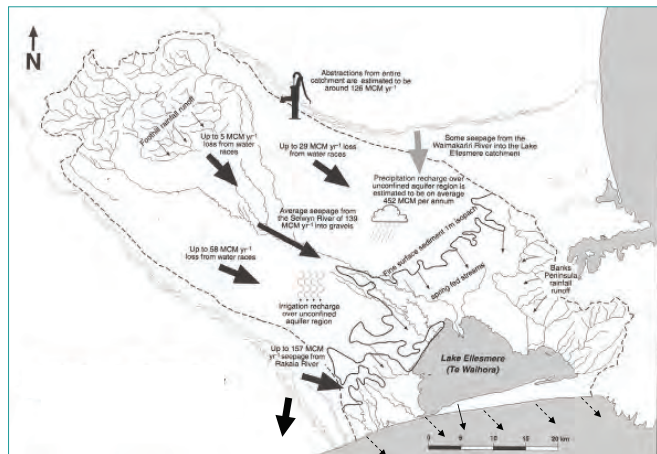 N
Abstractions from entire
catchment are estimated to be
around 126 MCM yr⁻¹
Foothill rainfall runoff
Up to 5 MCM yr⁻¹
loss from water
races
Up to 29 MCM yr⁻¹ loss
from water races
Some seepage from the
Waimakariri River into the Lake
Ellesmere catchment
Precipitation recharge over
unconfined aquifer region is
estimated to be on average
452 MCM per annum
Average seepage from
the Selwyn River of 139
MCM yr⁻¹ into gravels
Fine surface sediment 1m isopach
Up to 58 MCM yr⁻¹
loss from water races
spring fed streams
Banks
Peninsula
rainfall
runoff
Irrigation recharge
over unconfined
aquifer region
Up to 157 MCM
yr⁻¹ seepage from
Rakaia River
Lake Ellesmere
(Te Waihora)
0 5 10 15 20 km